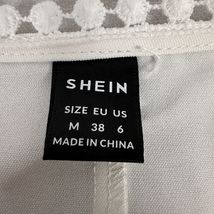 SHEIN
SIZE EU US
M 38 6
MADE IN CHINA